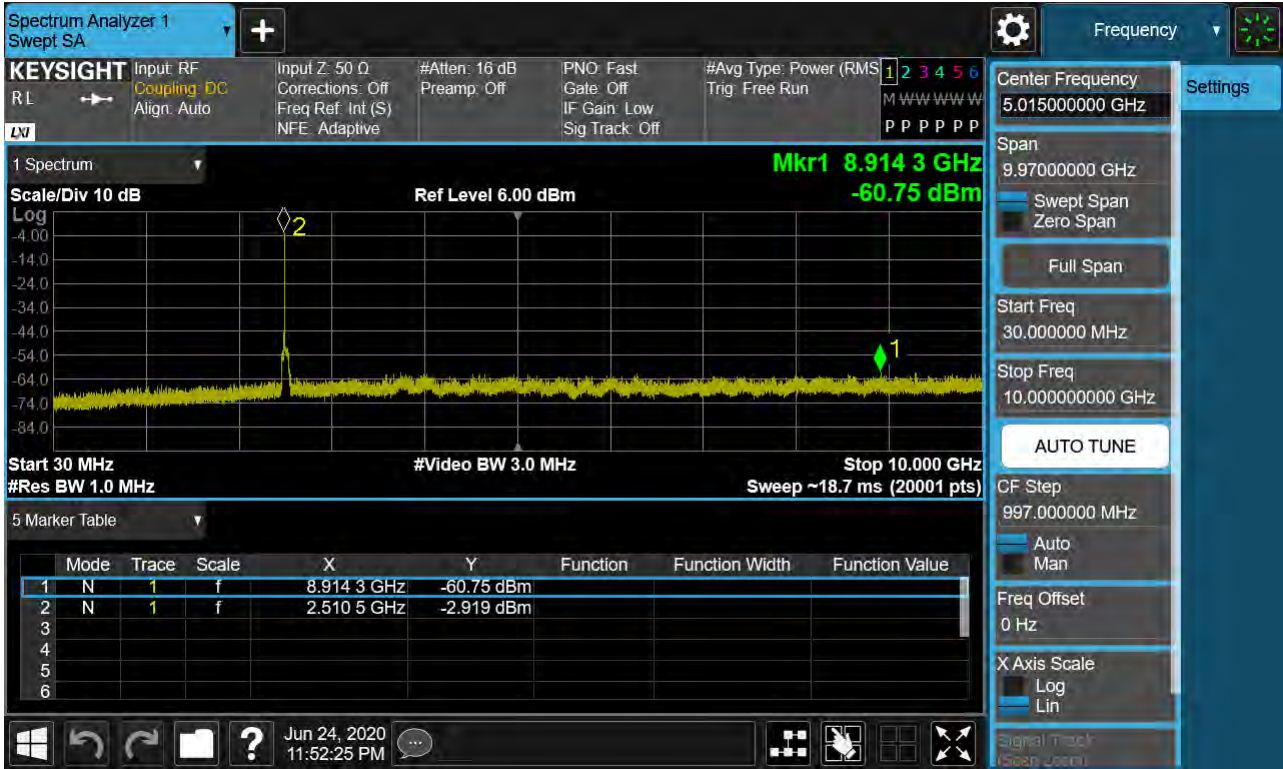 Spectrum Analyzer 1
Swept SA
Frequency
KEYSIGHT
RL
LXI
Input: RF
Coupling: DC
Align: Auto
Input Z: 50 Ω
Corrections: Off
Freq Ref: Int (S)
NFE: Adaptive
#Atten: 16 dB
Preamp: Off
PNO: Fast
Gate: Off
IF Gain: Low
Sig Track: Off
#Avg Type: Power (RMS
Trig: Free Run
1 2 3 4 5 6
M W W W W W
P P P P P P
Center Frequency
5.015000000 GHz
Settings
Span
9.97000000 GHz
Swept Span
Zero Span
Full Span
Start Freq
30.000000 MHz
Stop Freq
10.000000000 GHz
AUTO TUNE
CF Step
997.000000 MHz
Auto
Man
Freq Offset
0 Hz
X Axis Scale
Log
Lin
Signal Track
(Span Zoom)
1 Spectrum
Mkr1 8.914 3 GHz
-60.75 dBm
Scale/Div 10 dB
Ref Level 6.00 dBm
Log
-4.00
-14.0
-24.0
-34.0
-44.0
-54.0
-64.0
-74.0
-84.0
2
1
Start 30 MHz
#Video BW 3.0 MHz
Stop 10.000 GHz
#Res BW 1.0 MHz
Sweep ~18.7 ms (20001 pts)
5 Marker Table
Mode Trace Scale X Y Function Function Width Function Value
1 N 1 f 8.914 3 GHz -60.75 dBm
2 N 1 f 2.510 5 GHz -2.919 dBm
3
4
5
6
?
Jun 24, 2020
11:52:25 PM